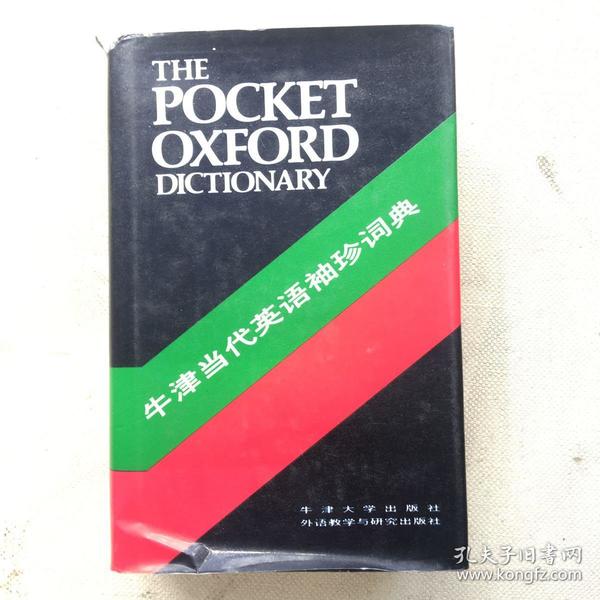 THE
POCKET
OXFORD
DICTIONARY
牛津当代英语袖珍词典
牛津大学出版社
外语教学与研究出版社
孔夫子旧书网
www.kongfz.com